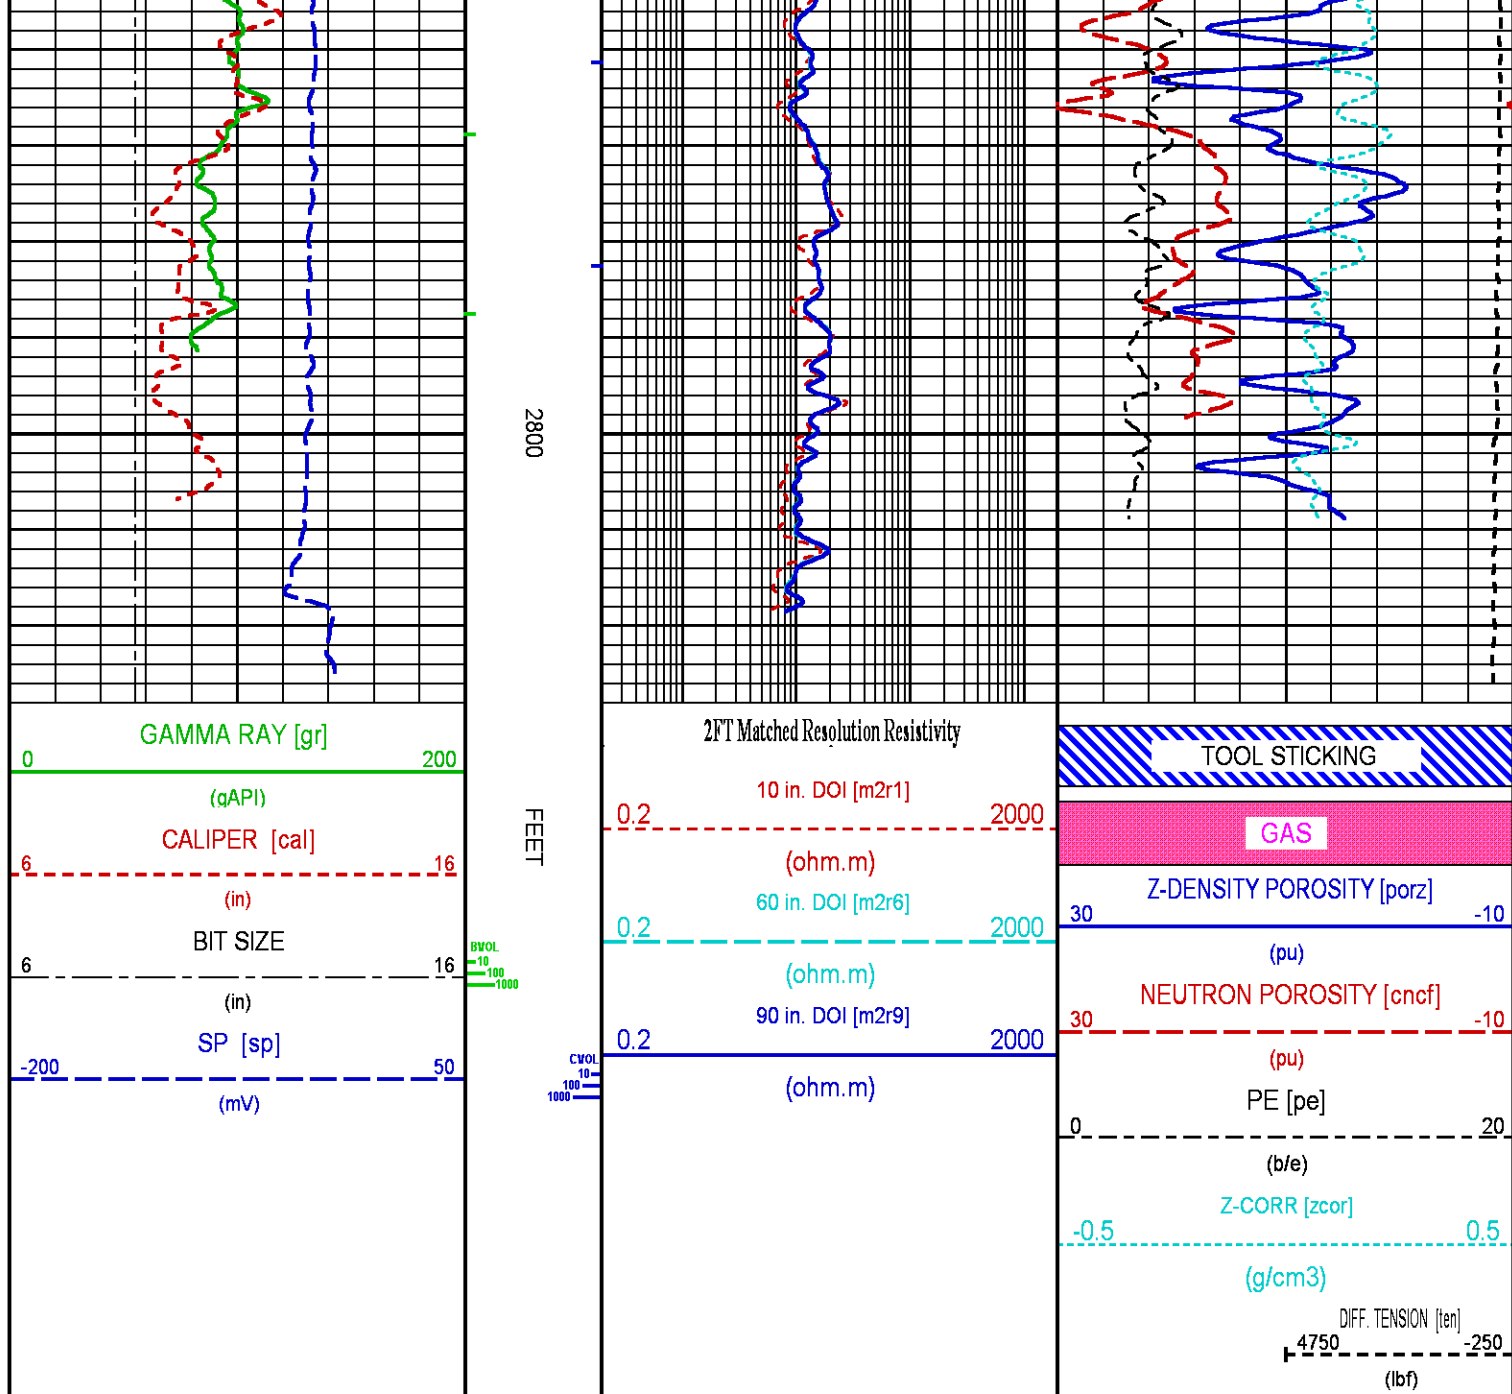 2800
FEET
GAMMA RAY [gr]
0 200
(gAPI)
CALIPER [cal]
6 16
(in)
BIT SIZE
6 16
(in)
SP [sp]
-200 50
(mV)
BVOL
10
100
1000
CVOL
10
100
1000
2FT Matched Resolution Resistivity
10 in. DOI [m2r1]
0.2 2000
(ohm.m)
60 in. DOI [m2r6]
0.2 2000
(ohm.m)
90 in. DOI [m2r9]
0.2 2000
(ohm.m)
TOOL STICKING
GAS
Z-DENSITY POROSITY [porz]
30 -10
(pu)
NEUTRON POROSITY [cncf]
30 -10
(pu)
PE [pe]
0 20
(b/e)
Z-CORR [zcor]
-0.5 0.5
(g/cm3)
DIFF. TENSION [ten]
4750 -250
(lbf)